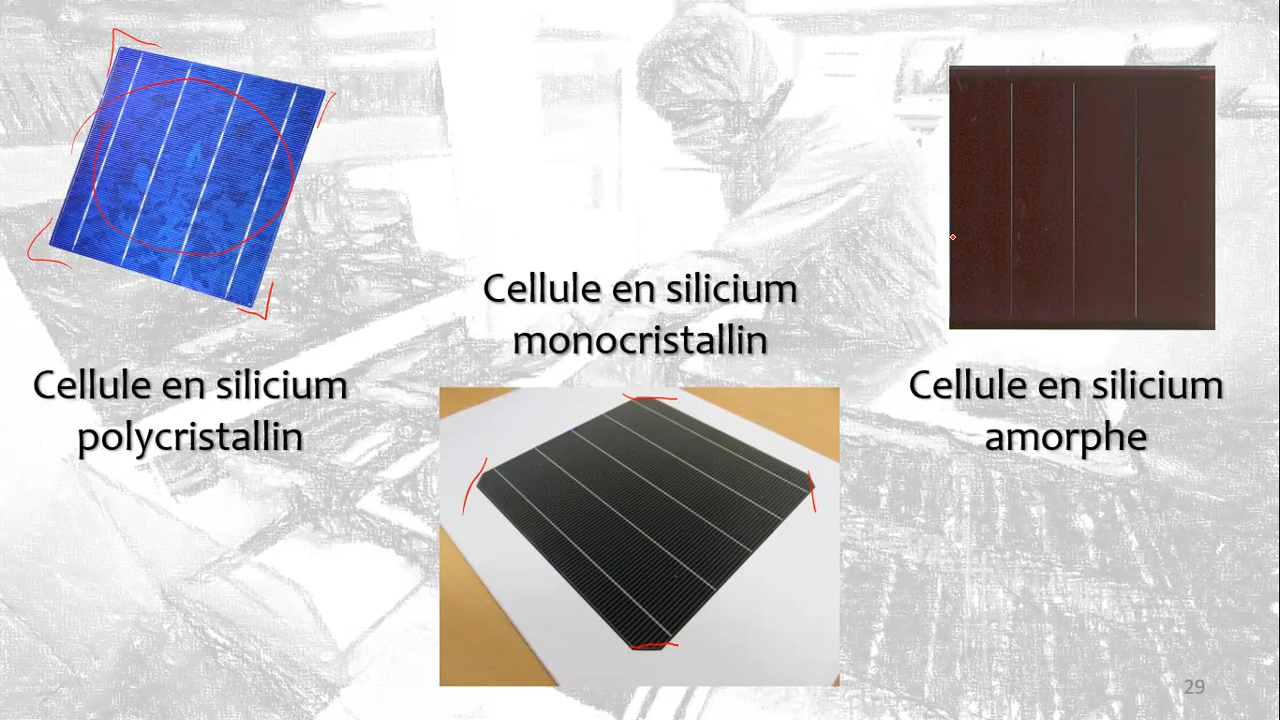 Cellule en silicium
polycristallin
Cellule en silicium
monocristallin
Cellule en silicium
amorphe
29